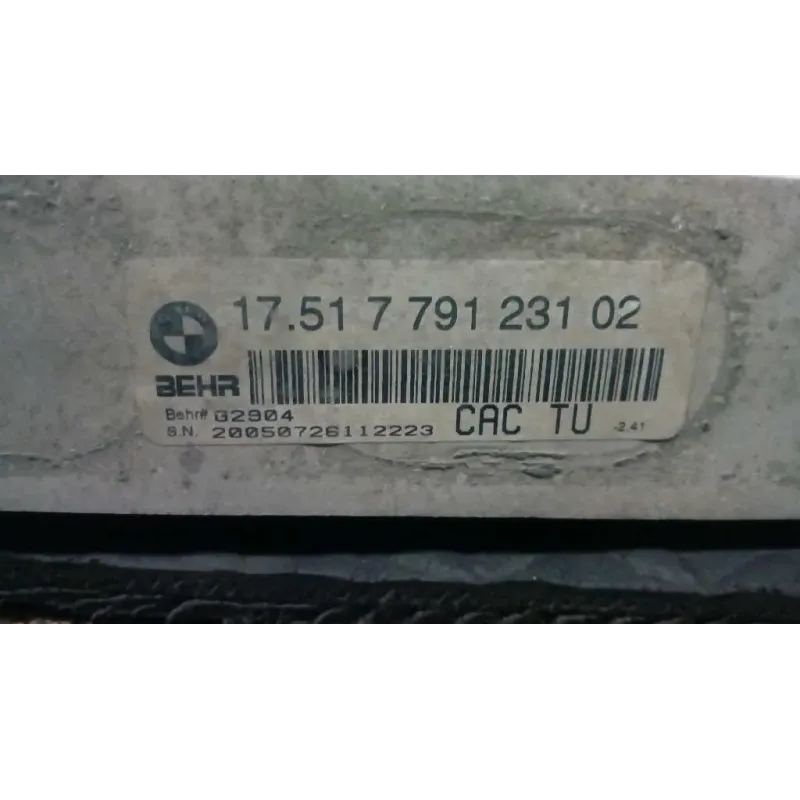 17.51 7 791 231 02
BEHR
Behr# G2904
S.N. 20050726112223
CAC TU
-2.41